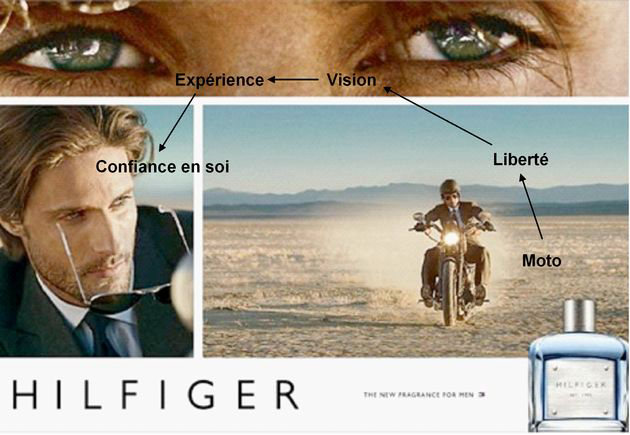 Expérience Vision
Confiance en soi
Liberté
Moto
HILFIGER
THE NEW FRAGRANCE FOR MEN
HILFIGER